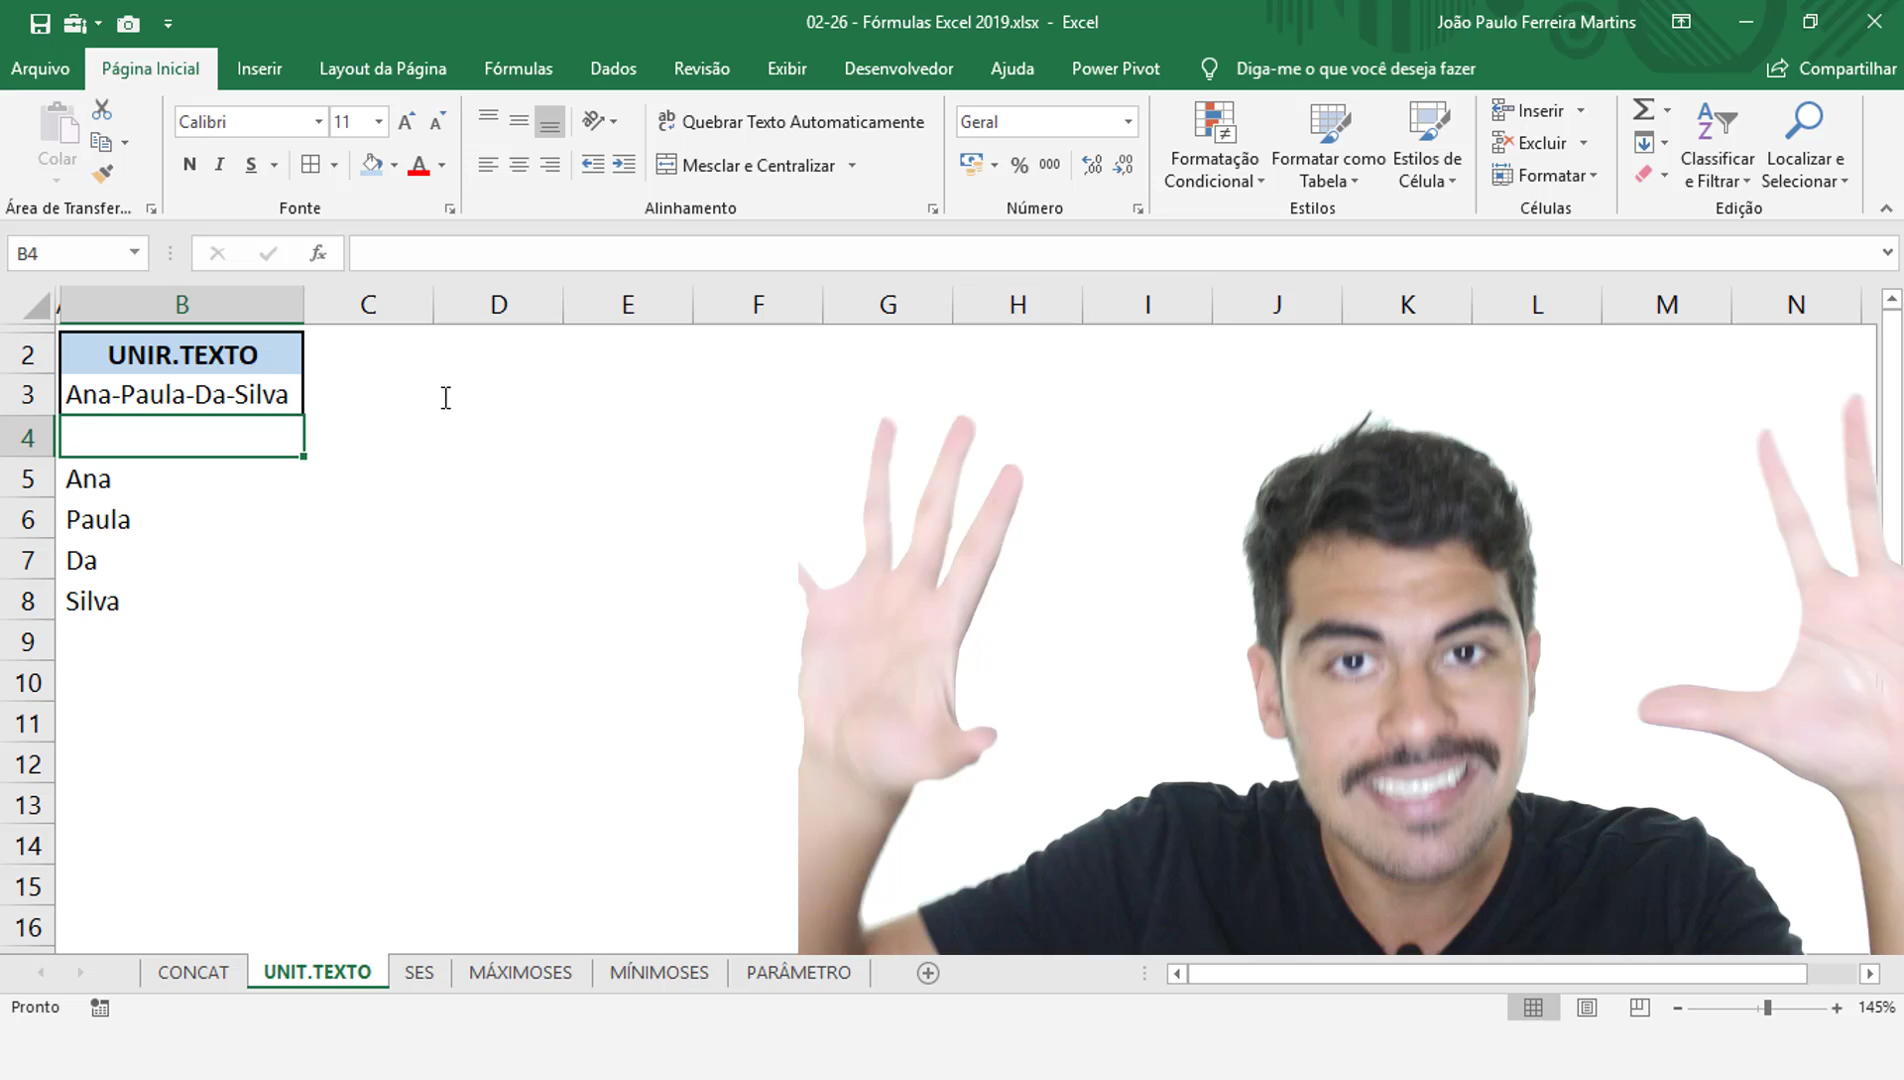 02-26 - Fórmulas Excel 2019.xlsx - Excel
João Paulo Ferreira Martins
Arquivo Página Inicial Inserir Layout da Página Fórmulas Dados Revisão Exibir Desenvolvedor Ajuda Power Pivot Diga-me o que você deseja fazer Compartilhar
Colar
Calibri 11
Quebrar Texto Automaticamente
Geral
Formatação Condicional
Formatar como Tabela
Estilos de Célula
Inserir
Excluir
Formatar
Classificar e Filtrar
Localizar e Selecionar
N I S
Mesclar e Centralizar
% 000
Área de Transfer... Fonte Alinhamento Número Estilos Células Edição
B4 fx
B C D E F G H I J K L M N
2 UNIR.TEXTO
3 Ana-Paula-Da-Silva
4
5 Ana
6 Paula
7 Da
8 Silva
9
10
11
12
13
14
15
16
CONCAT UNIT.TEXTO SES MÁXIMOSES MÍNIMOSES PARÂMETRO
Pronto 145%